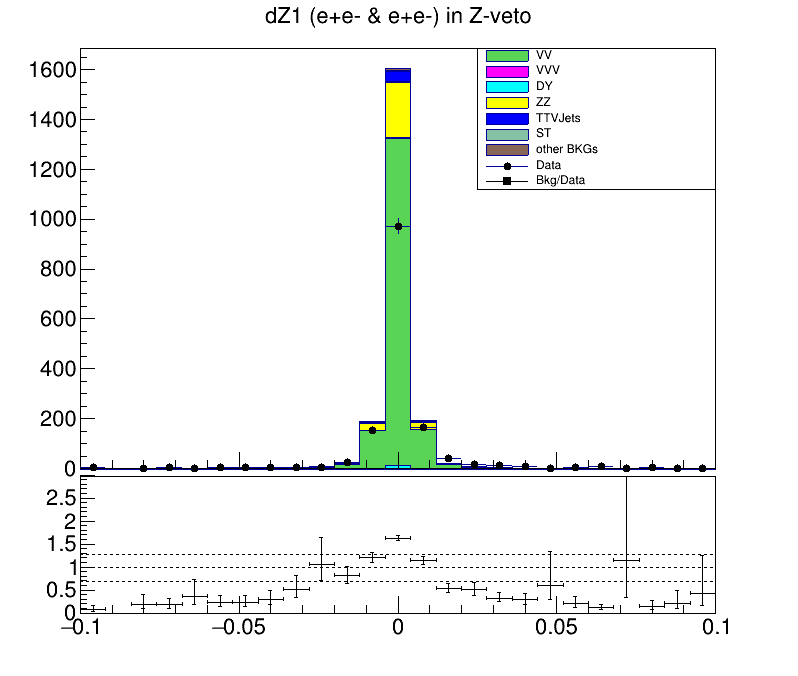 dZ1 (e+e- & e+e-) in Z-veto
1600
1400
1200
1000
800
600
400
200
0
VV
VVV
DY
ZZ
TTVJets
ST
other BKGs
Data
Bkg/Data
2.5
2
1.5
1
0.5
0
−0.1
−0.05
0
0.05
0.1